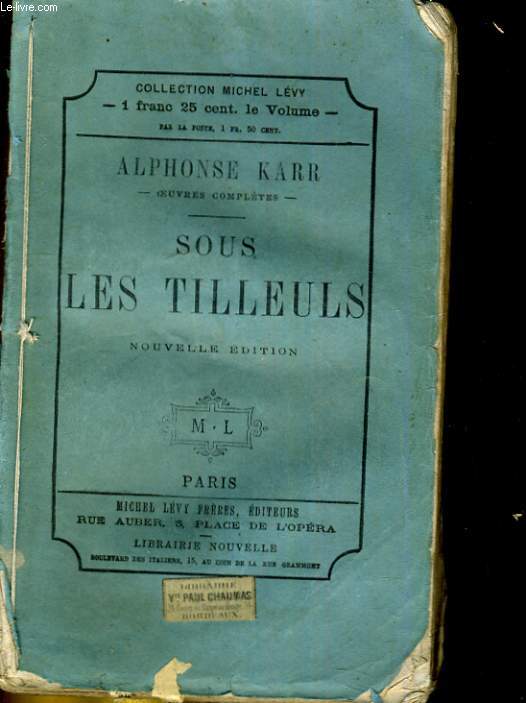 Le-livre.com
COLLECTION MICHEL LÉVY
— 1 franc 25 cent. le Volume —
PAR LA POSTE, 1 FR. 50 CENT.
ALPHONSE KARR
— ŒUVRES COMPLÈTES —
SOUS
LES TILLEULS
NOUVELLE ÉDITION
M·L
PARIS
MICHEL LÉVY FRÈRES, ÉDITEURS
RUE AUBER, 3, PLACE DE L'OPÉRA
LIBRAIRIE NOUVELLE
BOULEVARD DES ITALIENS, 15, AU COIN DE LA RUE GRAMMONT
LIBRAIRIE
Vve PAUL CHAUMAS
BORDEAUX